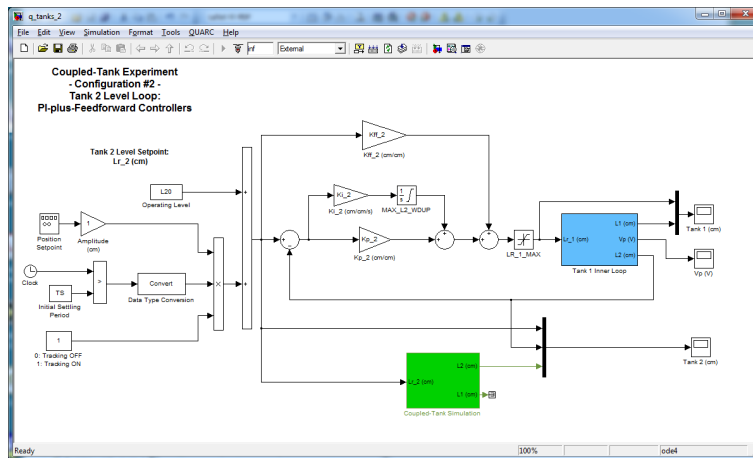 q_tanks_2
File Edit View Simulation Format Tools QUARC Help
inf External
Coupled-Tank Experiment
- Configuration #2 -
Tank 2 Level Loop:
PI-plus-Feedforward Controllers
Tank 2 Level Setpoint:
Lr_2 (cm)
L20
Operating Level
Position
Setpoint
1
Amplitude
(cm)
Clock
TS
Initial Settling
Period
>
Convert
Data Type Conversion
1
0: Tracking OFF
1: Tracking ON
X
+
+
+
−
Kff_2
Kff_2 (cm/cm)
Ki_2
Ki_2 (cm/cm/s)
1
s
MAX_L2_WDUP
Kp_2
Kp_2 (cm/cm)
+
+
+
+
LR_1_MAX
Lr_1 (cm)
L1 (cm)
Vp (V)
L2 (cm)
Tank 1 Inner Loop
Tank 1 (cm)
Vp (V)
Tank 2 (cm)
Lr_2 (cm)
L2 (cm)
L1 (cm)
Coupled-Tank Simulation
Ready 100% ode4